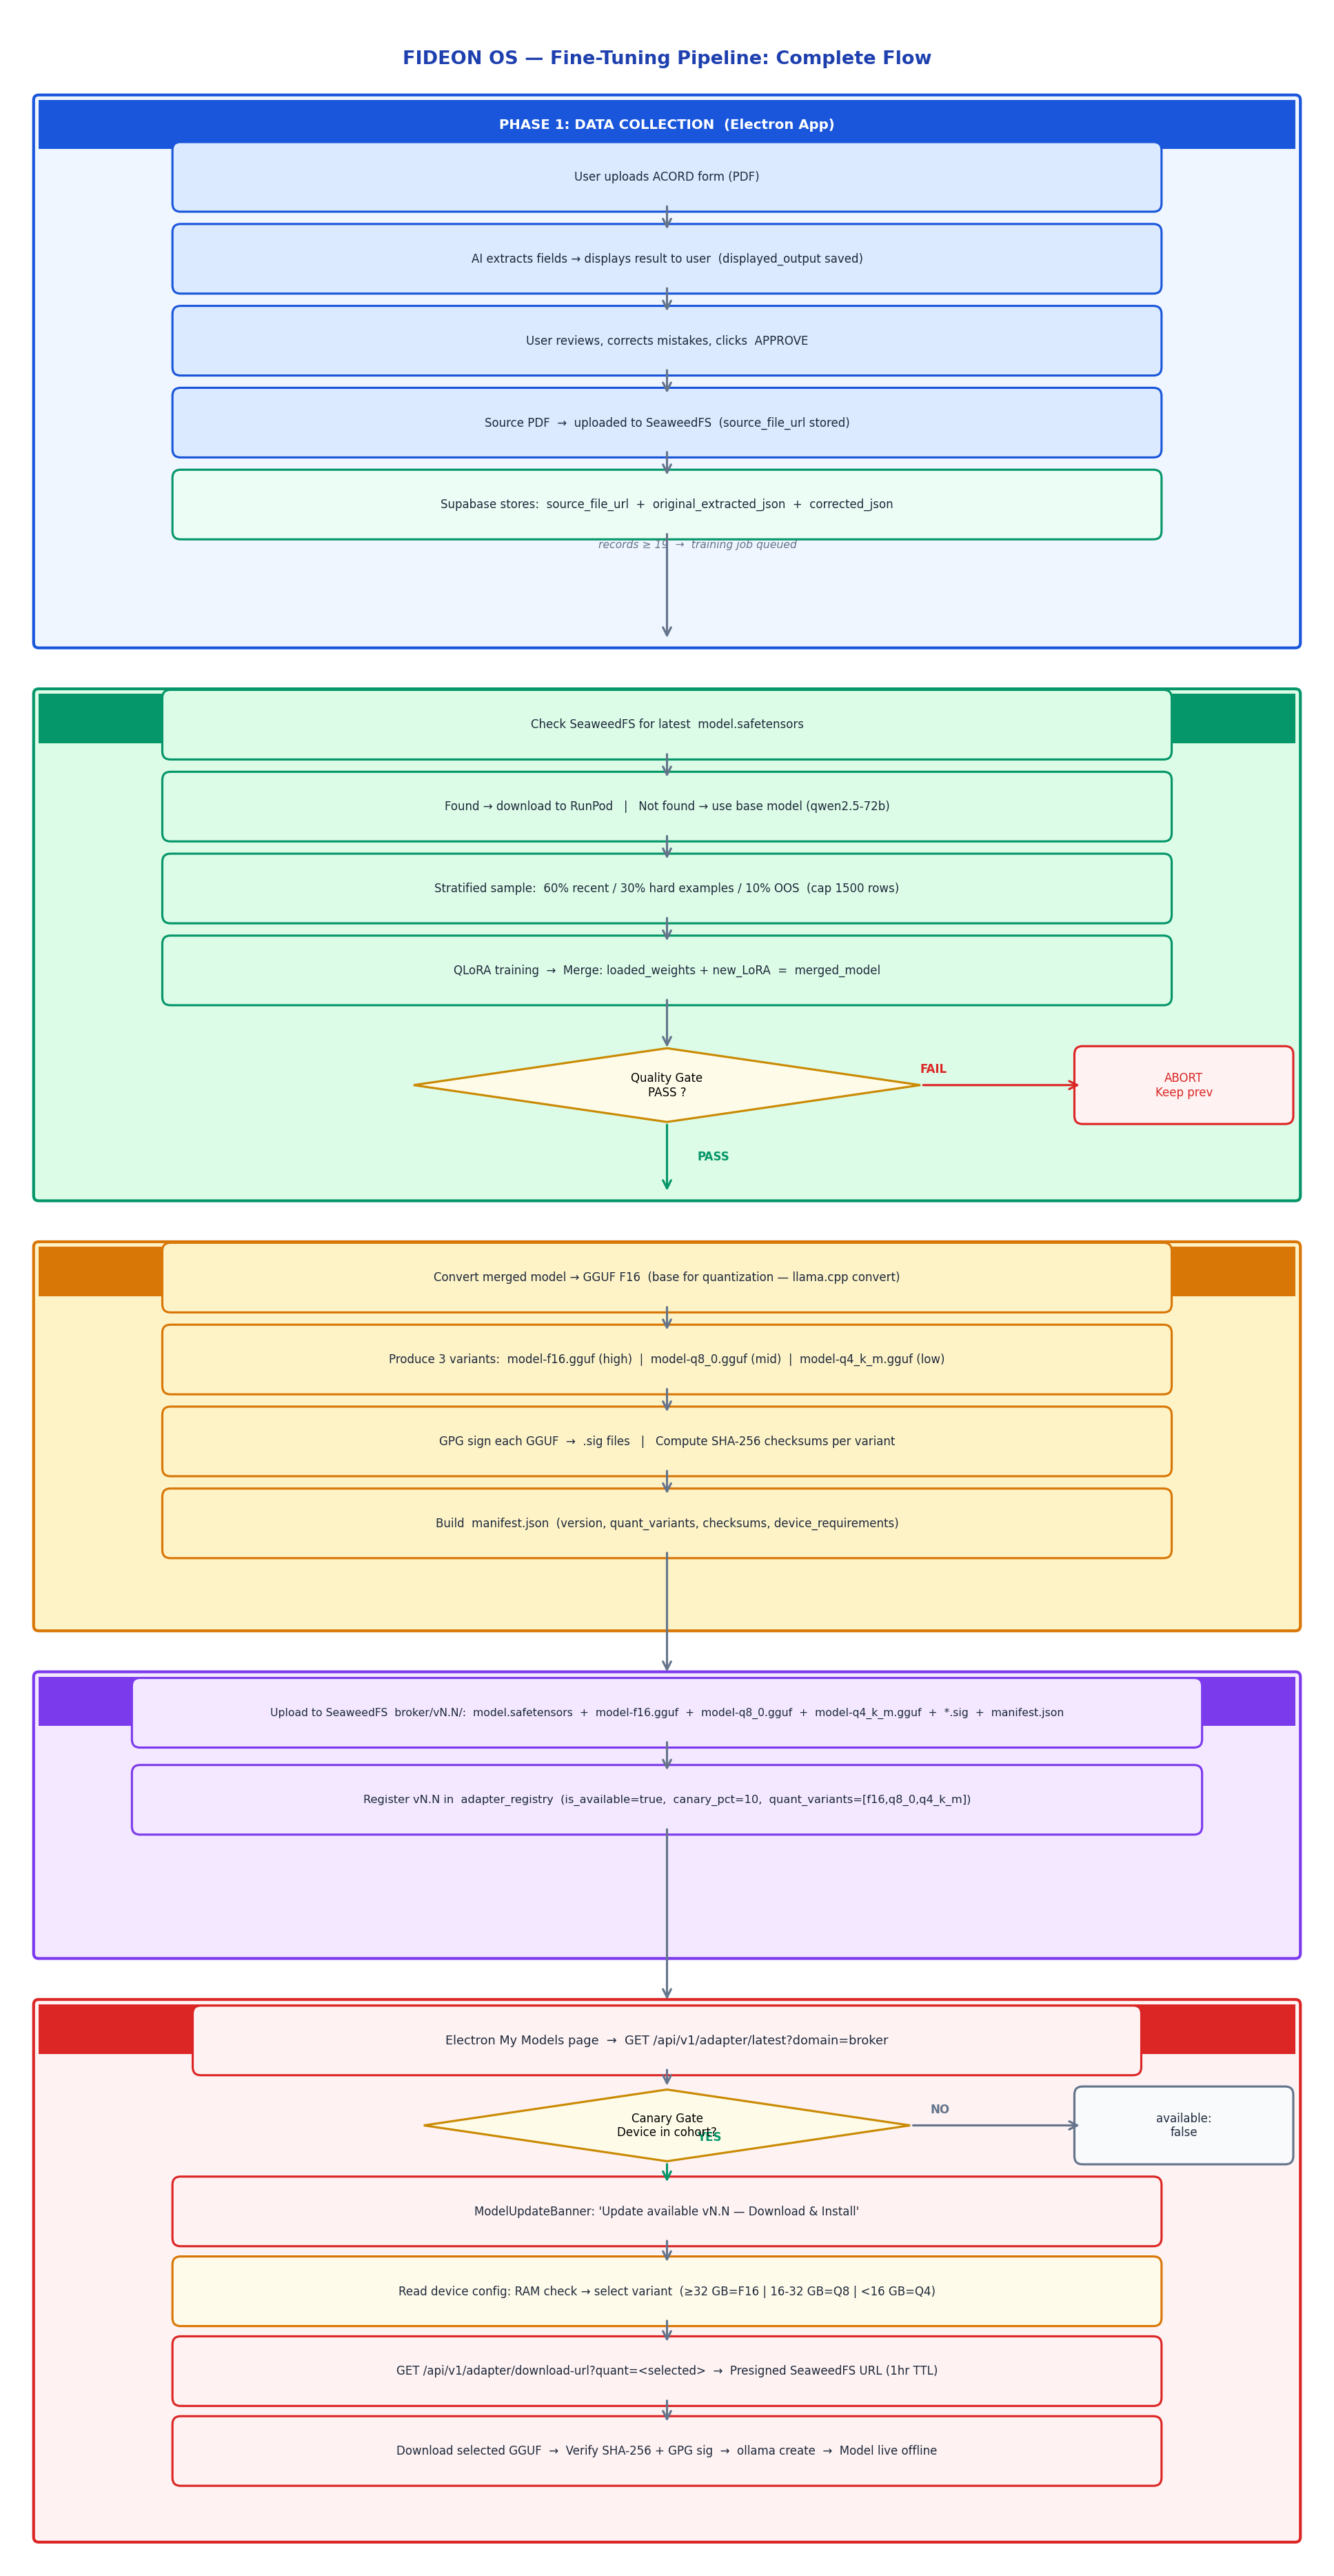 FIDEON OS — Fine-Tuning Pipeline: Complete Flow
PHASE 1: DATA COLLECTION  (Electron App)
User uploads ACORD form (PDF)
AI extracts fields → displays result to user  (displayed_output saved)
User reviews, corrects mistakes, clicks  APPROVE
Source PDF  →  uploaded to SeaweedFS  (source_file_url stored)
Supabase stores:  source_file_url  +  original_extracted_json  +  corrected_json
records ≥ 19  →  training job queued
Check SeaweedFS for latest  model.safetensors
Found → download to RunPod   |   Not found → use base model (qwen2.5-72b)
Stratified sample:  60% recent / 30% hard examples / 10% OOS  (cap 1500 rows)
QLoRA training  →  Merge: loaded_weights + new_LoRA  =  merged_model
Quality Gate
PASS ?
FAIL
ABORT
Keep prev
PASS
Convert merged model → GGUF F16  (base for quantization — llama.cpp convert)
Produce 3 variants:  model-f16.gguf (high)  |  model-q8_0.gguf (mid)  |  model-q4_k_m.gguf (low)
GPG sign each GGUF  →  .sig files   |   Compute SHA-256 checksums per variant
Build  manifest.json  (version, quant_variants, checksums, device_requirements)
Upload to SeaweedFS  broker/vN.N/:  model.safetensors  +  model-f16.gguf  +  model-q8_0.gguf  +  model-q4_k_m.gguf  +  *.sig  +  manifest.json
Register vN.N in  adapter_registry  (is_available=true,  canary_pct=10,  quant_variants=[f16,q8_0,q4_k_m])
Electron My Models page  →  GET /api/v1/adapter/latest?domain=broker
Canary Gate
Device in cohort?
YES
NO
available:
false
ModelUpdateBanner: 'Update available vN.N — Download & Install'
Read device config: RAM check → select variant  (≥32 GB=F16 | 16-32 GB=Q8 | <16 GB=Q4)
GET /api/v1/adapter/download-url?quant=<selected>  →  Presigned SeaweedFS URL (1hr TTL)
Download selected GGUF  →  Verify SHA-256 + GPG sig  →  ollama create  →  Model live offline